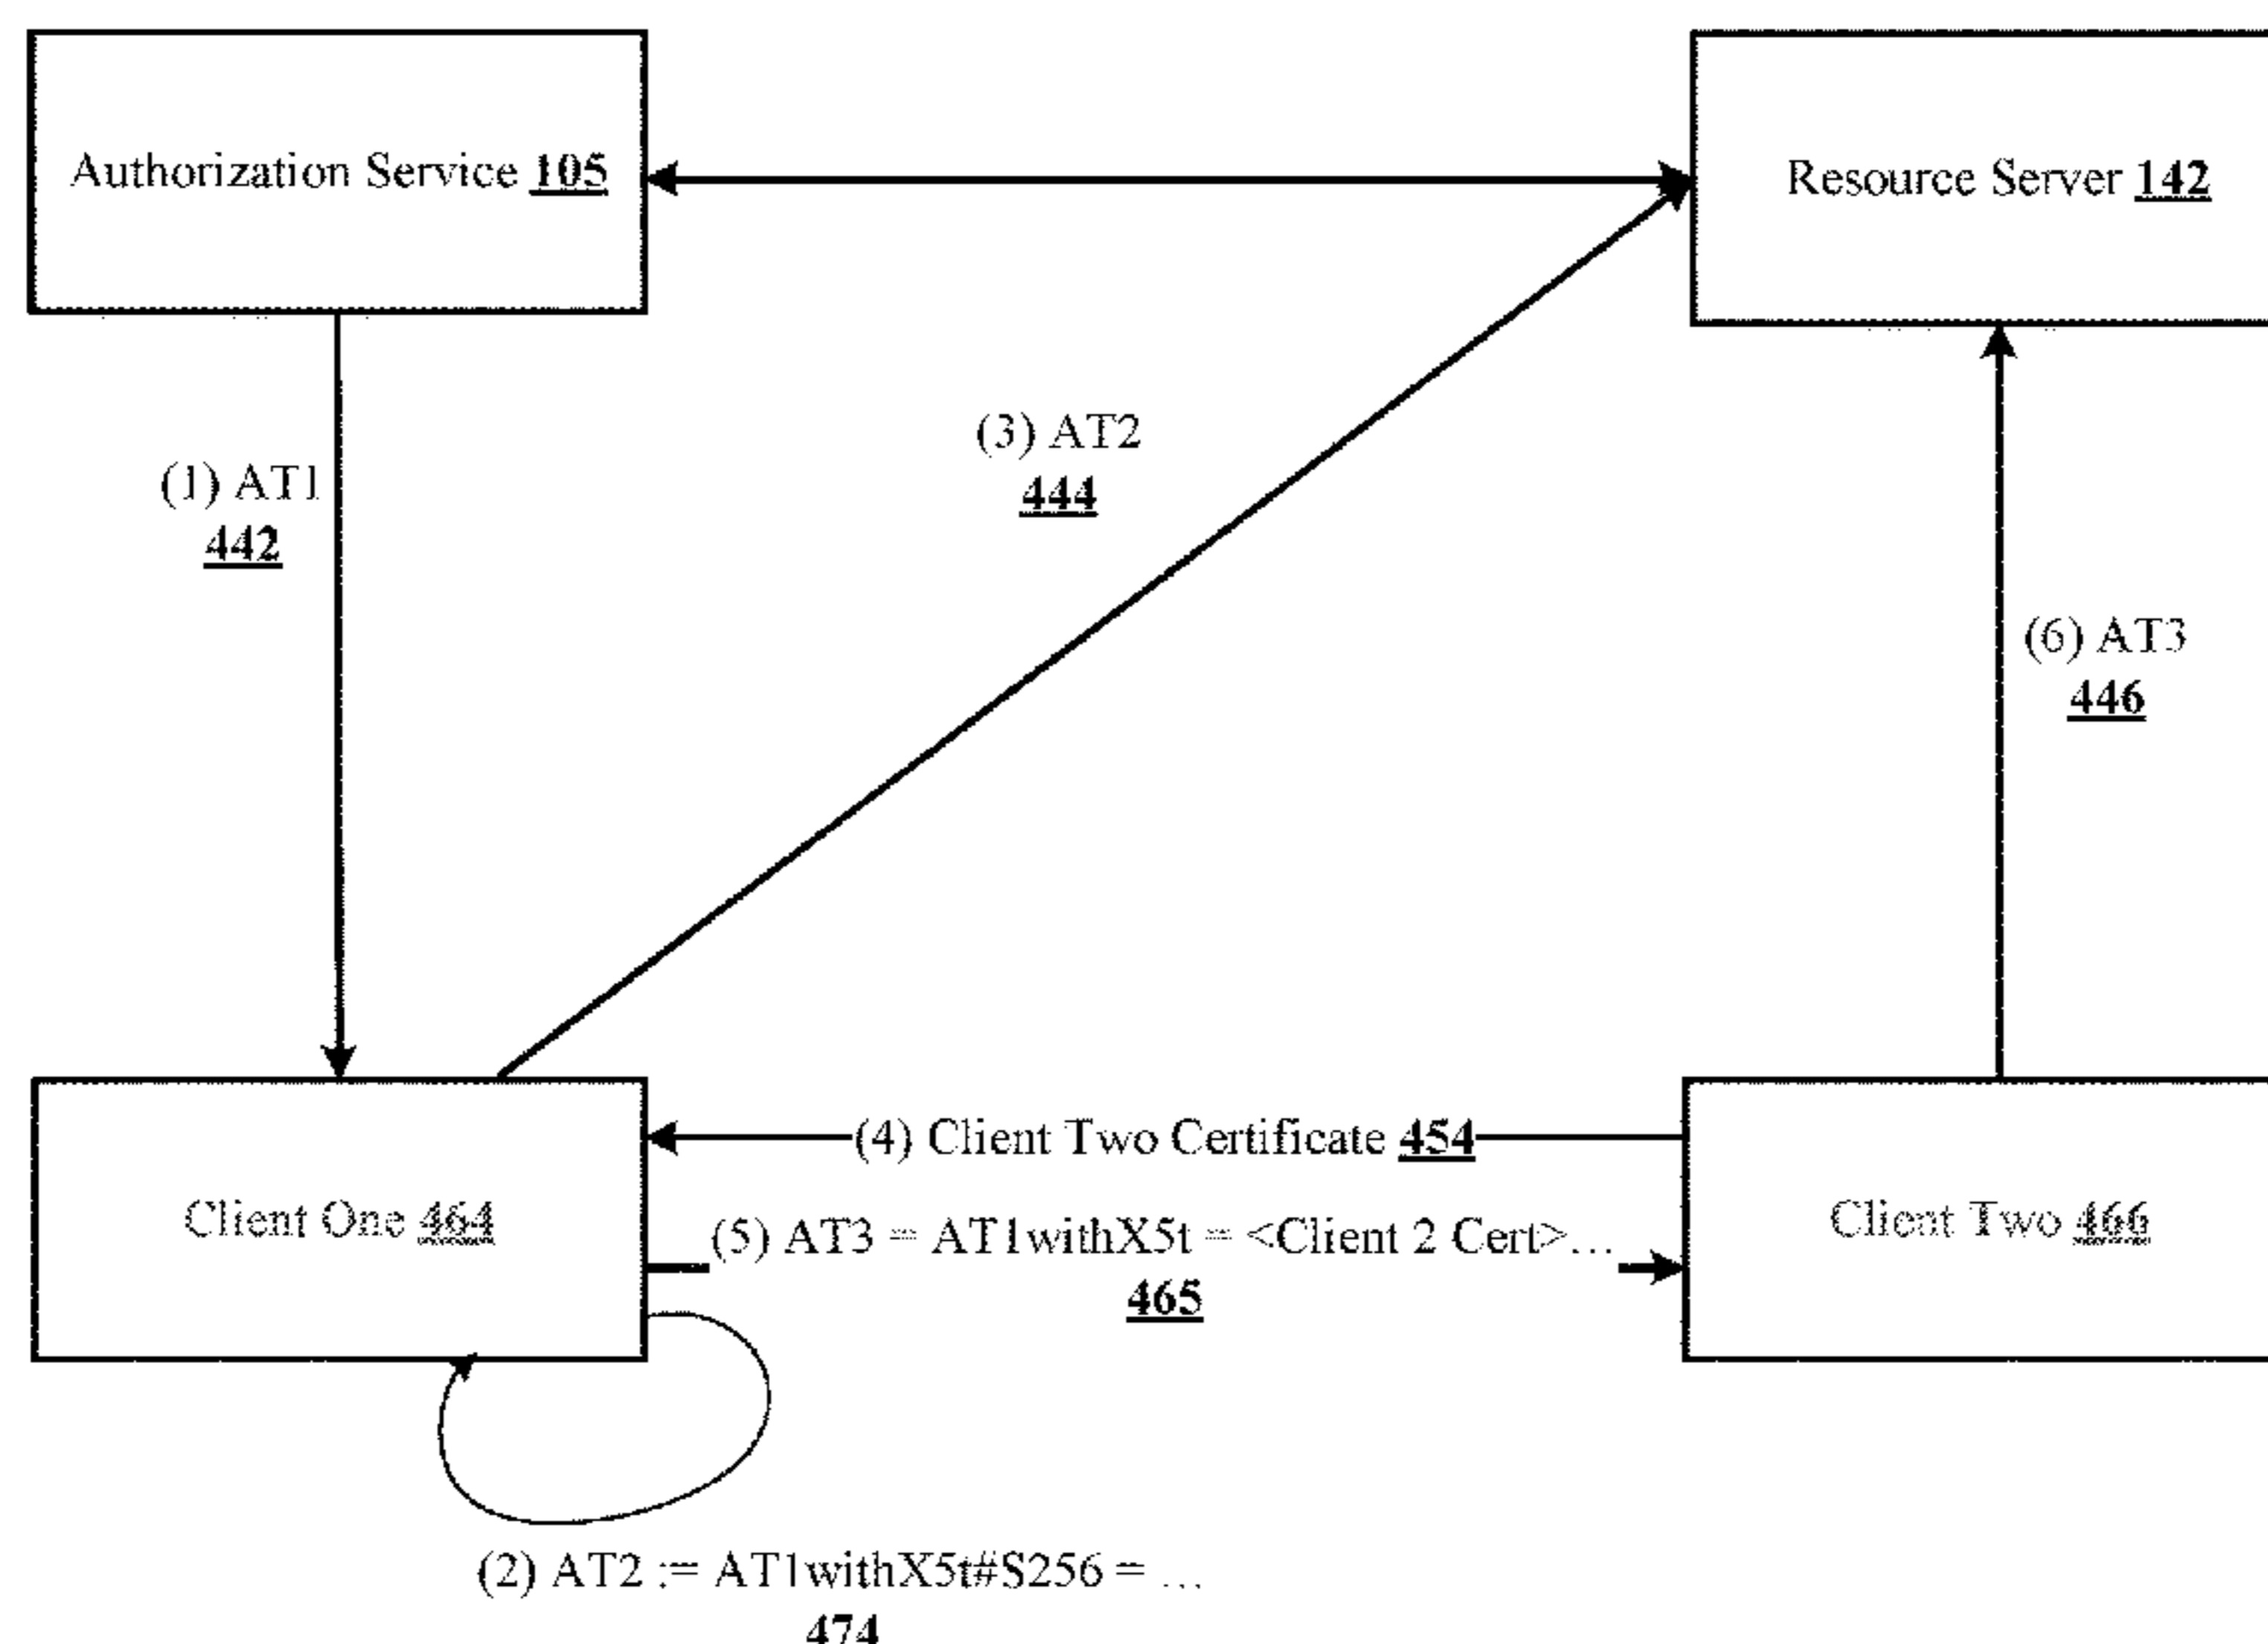 Authorization Service 105
Resource Server 142
(3) AT2
444
(1) AT1
442
(6) AT3
446
(4) Client Two Certificate 454
Client One 464
(5) AT3 = AT1withX5t = <Client 2 Cert>...
465
Client Two 466
(2) AT2 := AT1withX5t#S256 = ...
474